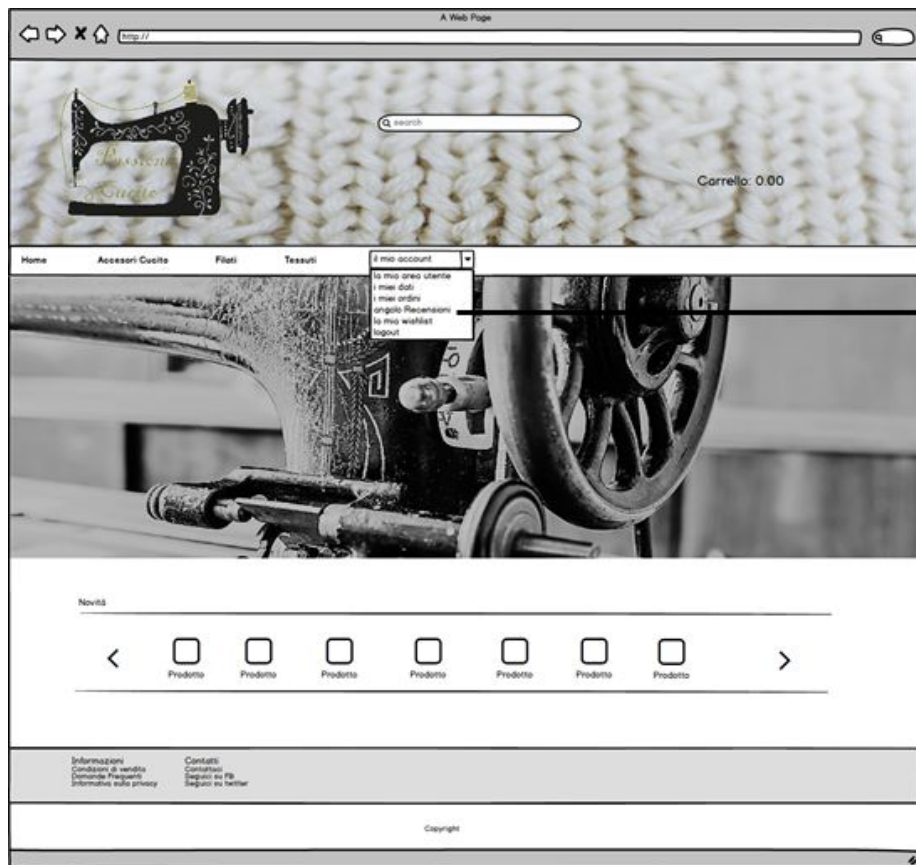 A Web Page
http://
search
Passione
Cucito
Carrello: 0.00
Home Accesori Cucito Filati Tessuti il mio account
la mia area utente
i miei dati
i miei ordini
angolo Recensioni
la mia wishlist
logout
Novità
Prodotto Prodotto Prodotto Prodotto Prodotto Prodotto Prodotto
Informazioni
Condizioni di vendita
Domande Frequenti
Informativa sulla privacy
Contatti
Contattaci
Seguici su FB
Seguici su twitter
Copyright